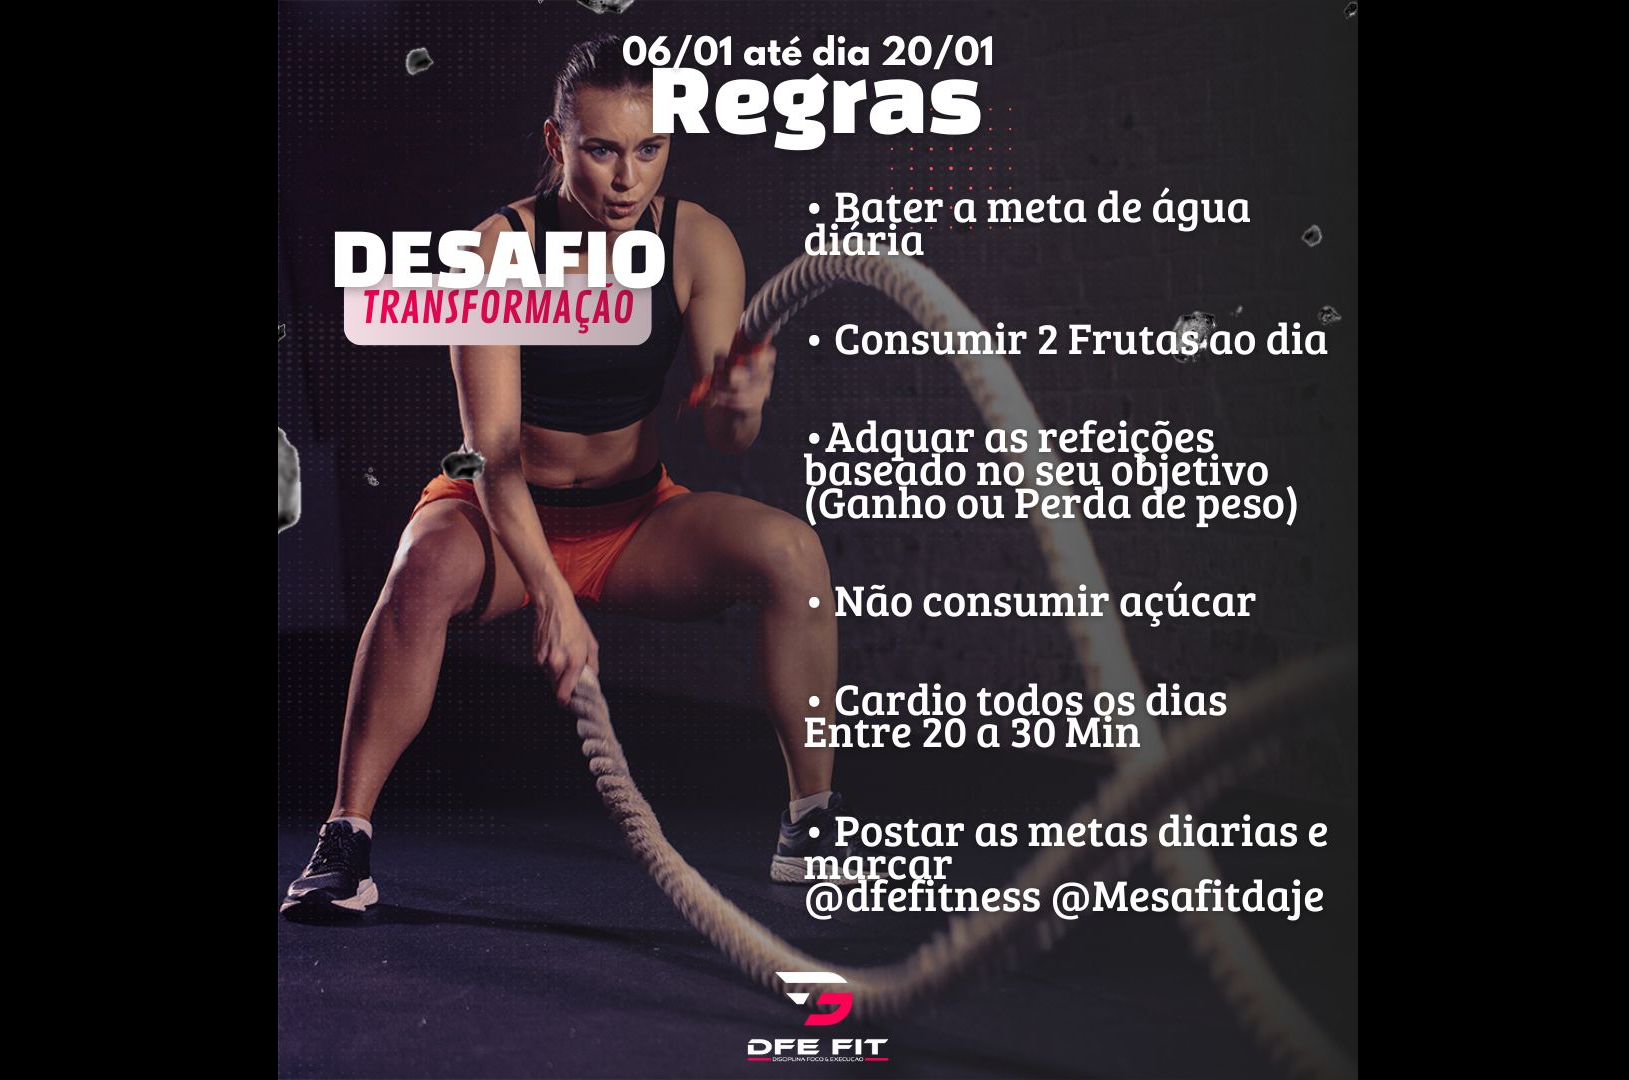 06/01 até dia 20/01
Regras
DESAFIO
TRANSFORMAÇÃO
• Bater a meta de água
diária
• Consumir 2 Frutas ao dia
•Adquar as refeições
baseado no seu objetivo
(Ganho ou Perda de peso)
• Não consumir açúcar
• Cardio todos os dias
Entre 20 a 30 Min
• Postar as metas diarias e
marcar
@dfefitness @Mesafitdaje
DFE FIT
DISCIPLINA FOCO & EXECUÇÃO